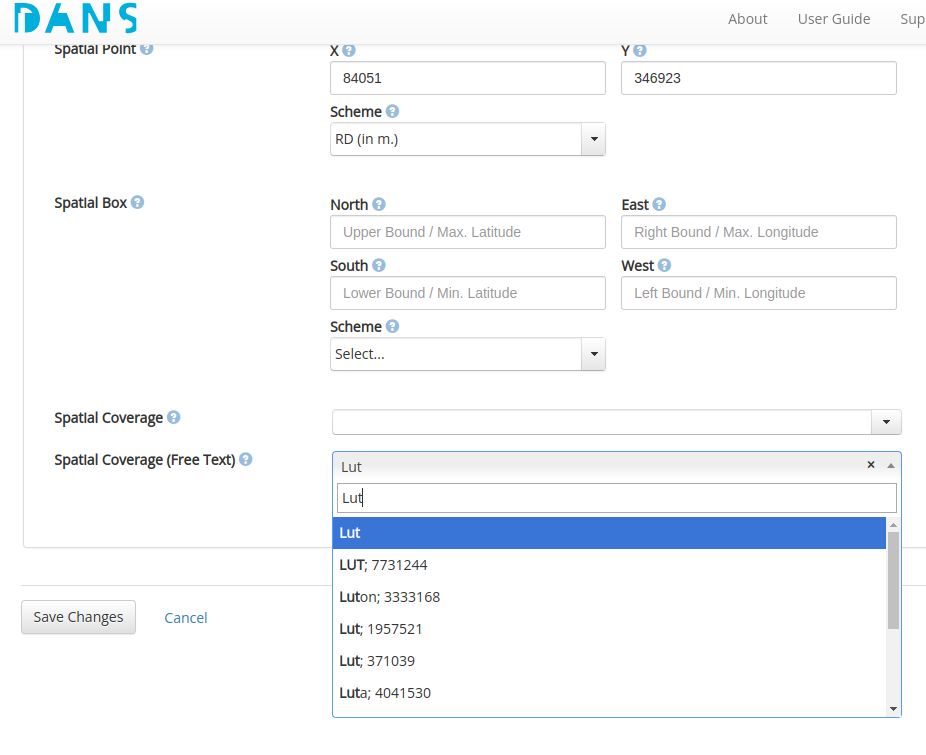 DANS
About User Guide Sup
Spatial Point ?
X ? Y ?
84051 346923
Scheme ?
RD (in m.)
Spatial Box ?
North ? East ?
Upper Bound / Max. Latitude Right Bound / Max. Longitude
South ? West ?
Lower Bound / Min. Latitude Left Bound / Min. Longitude
Scheme ?
Select...
Spatial Coverage ?
Spatial Coverage (Free Text) ?
Lut ×
Lut
Lut
LUT; 7731244
Luton; 3333168
Lut; 1957521
Lut; 371039
Luta; 4041530
Save Changes Cancel